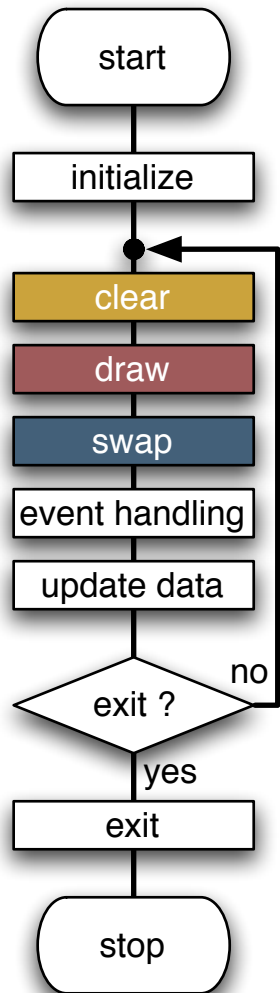 start
initialize
clear
draw
swap
event handling
update data
exit ?
no
yes
exit
stop